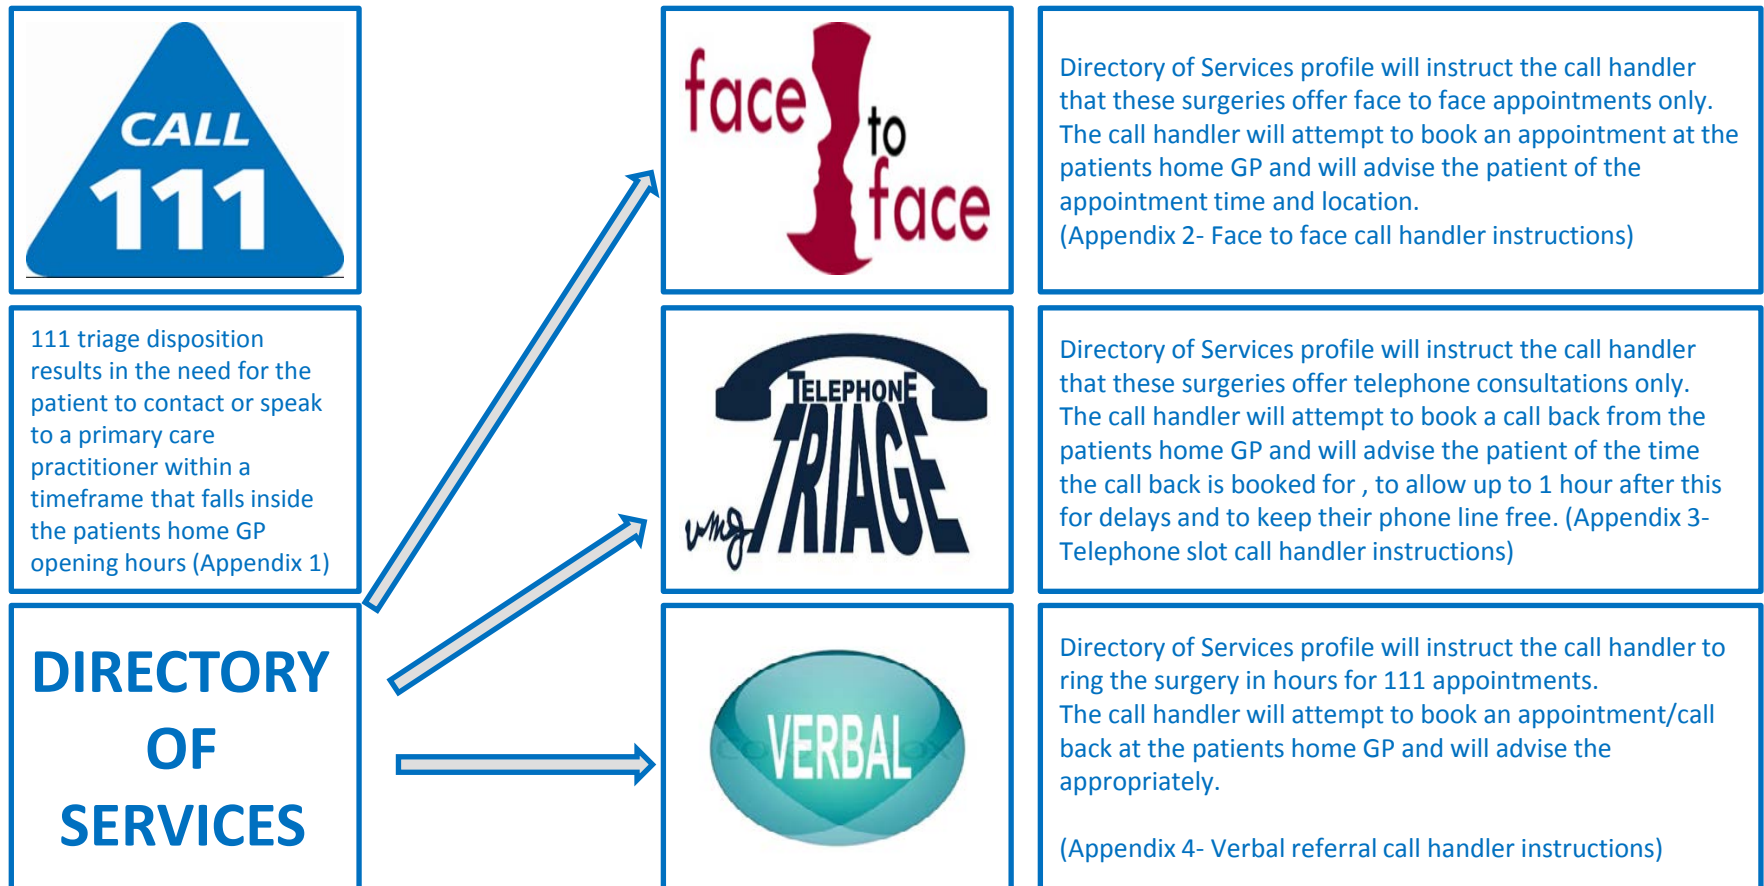 CALL
111
111 triage disposition
results in the need for the
patient to contact or speak
to a primary care
practitioner within a
timeframe that falls inside
the patients home GP
opening hours (Appendix 1)
DIRECTORY
OF
SERVICES
face
to
face
Directory of Services profile will instruct the call handler
that these surgeries offer face to face appointments only.
The call handler will attempt to book an appointment at the
patients home GP and will advise the patient of the
appointment time and location.
(Appendix 2- Face to face call handler instructions)
TELEPHONE
umg TRIAGE
Directory of Services profile will instruct the call handler
that these surgeries offer telephone consultations only.
The call handler will attempt to book a call back from the
patients home GP and will advise the patient of the time
the call back is booked for , to allow up to 1 hour after this
for delays and to keep their phone line free. (Appendix 3-
Telephone slot call handler instructions)
VERBAL
Directory of Services profile will instruct the call handler to
ring the surgery in hours for 111 appointments.
The call handler will attempt to book an appointment/call
back at the patients home GP and will advise the
appropriately.
(Appendix 4- Verbal referral call handler instructions)